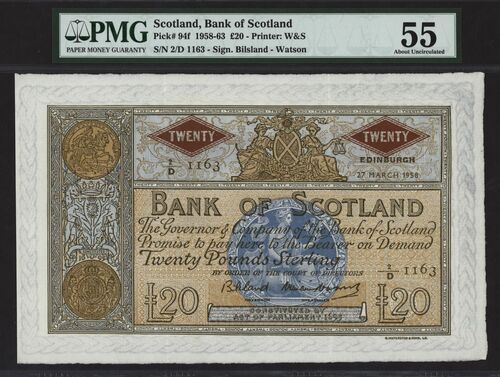 PMG
PAPER MONEY GUARANTY
Scotland, Bank of Scotland
Pick# 94f 1958-63 £20 - Printer: W&S
S/N 2/D 1163 - Sign. Bilsland - Watson
55
About Uncirculated
TWENTY
TWENTY
2/D 1163
EDINBURGH
27 MARCH 1958
BANK OF SCOTLAND
The Governor & Company of the Bank of Scotland
Promise to pay here to the Bearer on Demand
Twenty Pounds Sterling
BY ORDER OF THE COURT OF DIRECTORS
2/D 1163
Bilsland
£20
£20
CONSTITUTED BY
ACT OF PARLIAMENT 1695